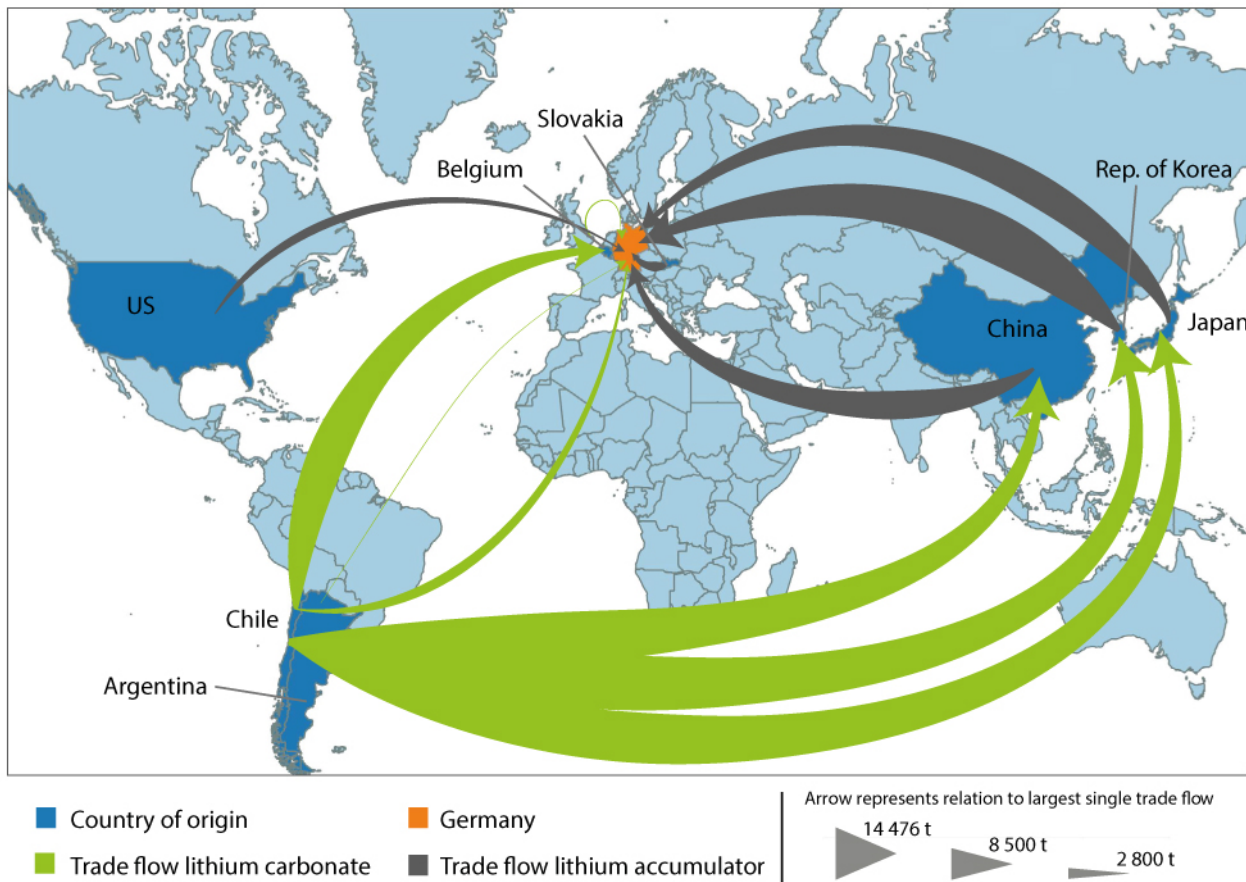 Slovakia
Belgium
Rep. of Korea
US
China
Japan
Chile
Argentina
Country of origin
Germany
Trade flow lithium carbonate
Trade flow lithium accumulator
Arrow represents relation to largest single trade flow
14 476 t
8 500 t
2 800 t